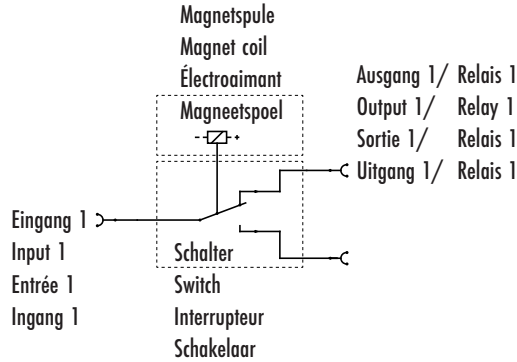 Magnetspule
Magnet coil
Électroaimant
Magneetspoel
- +
Ausgang 1/ Relais 1
Output 1/ Relay 1
Sortie 1/ Relais 1
Uitgang 1/ Relais 1
Eingang 1
Input 1
Entrée 1
Ingang 1
Schalter
Switch
Interrupteur
Schakelaar